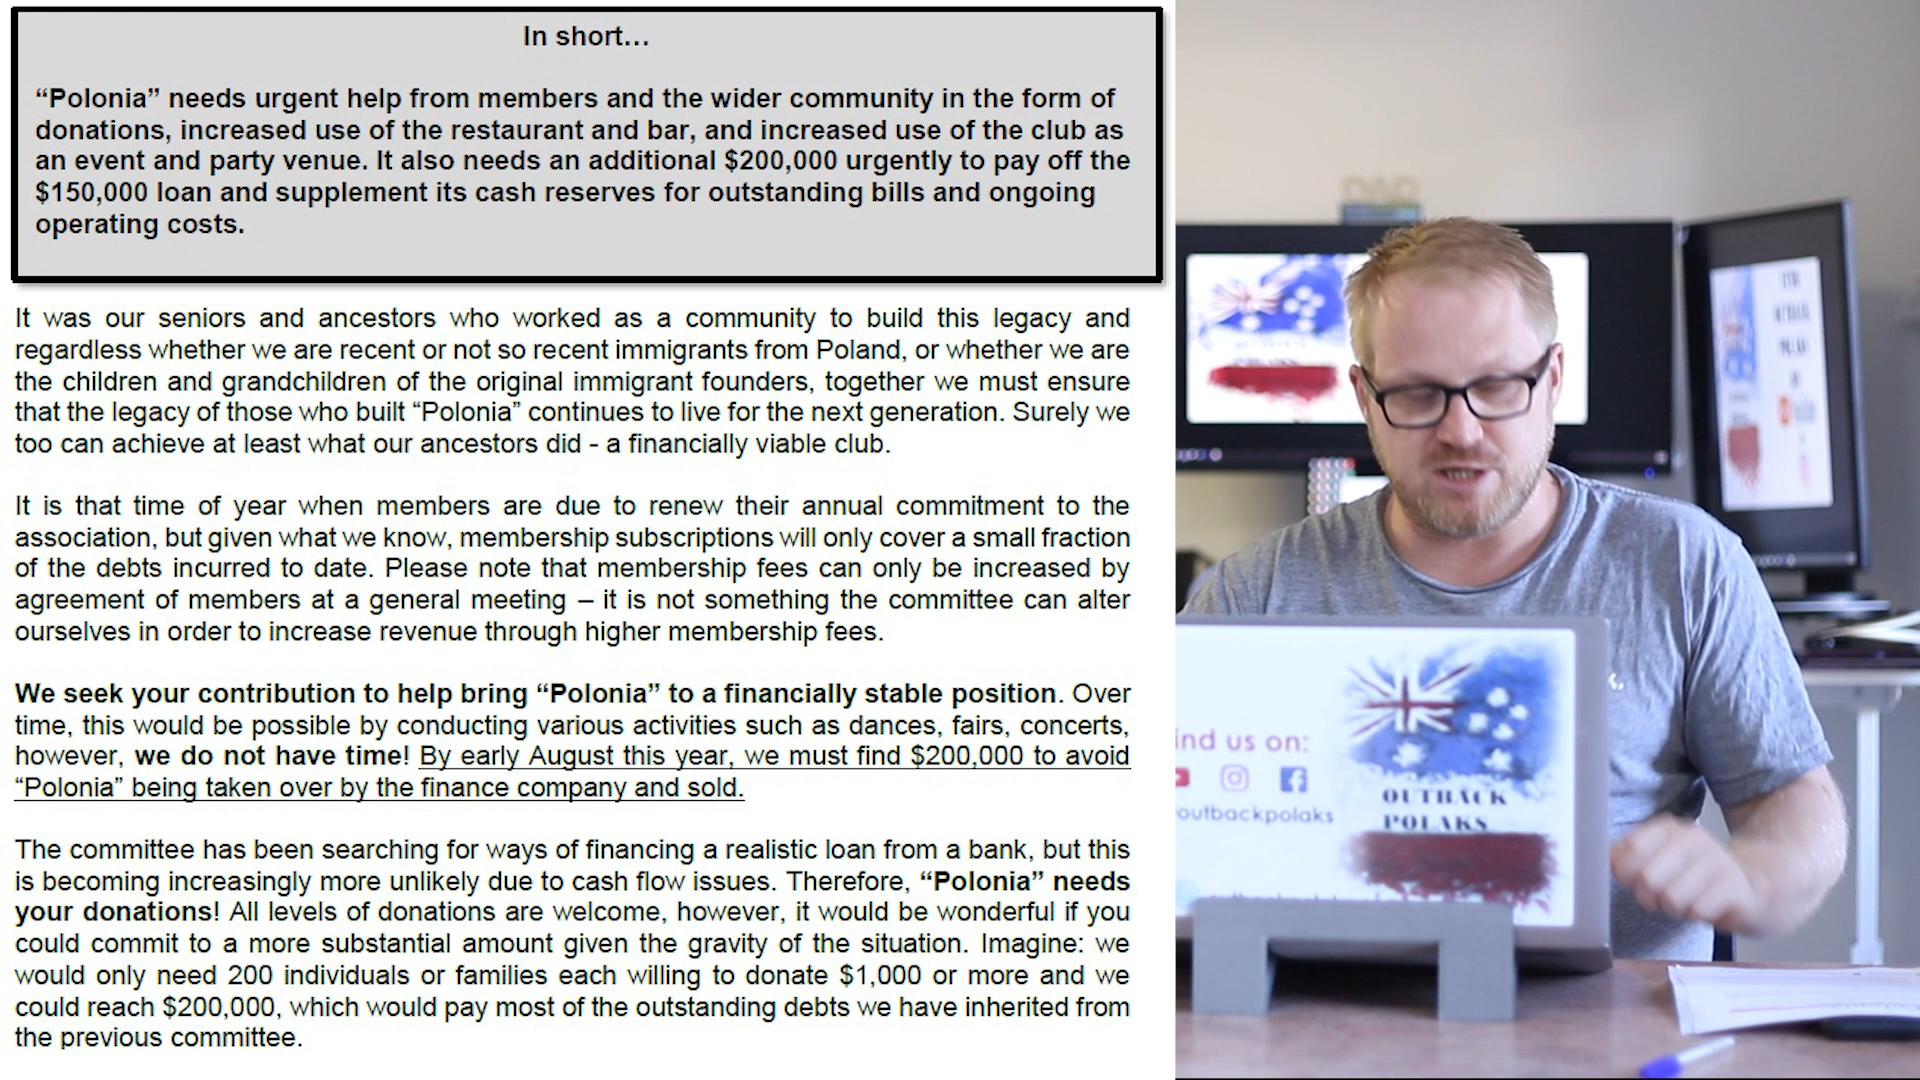 In short…
“Polonia” needs urgent help from members and the wider community in the form of
donations, increased use of the restaurant and bar, and increased use of the club as
an event and party venue. It also needs an additional $200,000 urgently to pay off the
$150,000 loan and supplement its cash reserves for outstanding bills and ongoing
operating costs.
It was our seniors and ancestors who worked as a community to build this legacy and
regardless whether we are recent or not so recent immigrants from Poland, or whether we are
the children and grandchildren of the original immigrant founders, together we must ensure
that the legacy of those who built “Polonia” continues to live for the next generation. Surely we
too can achieve at least what our ancestors did - a financially viable club.
It is that time of year when members are due to renew their annual commitment to the
association, but given what we know, membership subscriptions will only cover a small fraction
of the debts incurred to date. Please note that membership fees can only be increased by
agreement of members at a general meeting – it is not something the committee can alter
ourselves in order to increase revenue through higher membership fees.
We seek your contribution to help bring “Polonia” to a financially stable position. Over
time, this would be possible by conducting various activities such as dances, fairs, concerts,
however, we do not have time! By early August this year, we must find $200,000 to avoid
“Polonia” being taken over by the finance company and sold.
The committee has been searching for ways of financing a realistic loan from a bank, but this
is becoming increasingly more unlikely due to cash flow issues. Therefore, “Polonia” needs
your donations! All levels of donations are welcome, however, it would be wonderful if you
could commit to a more substantial amount given the gravity of the situation. Imagine: we
would only need 200 individuals or families each willing to donate $1,000 or more and we
could reach $200,000, which would pay most of the outstanding debts we have inherited from
the previous committee.
DAD
ind us on:
outbackpolaks
OUTBACK
POLAKS